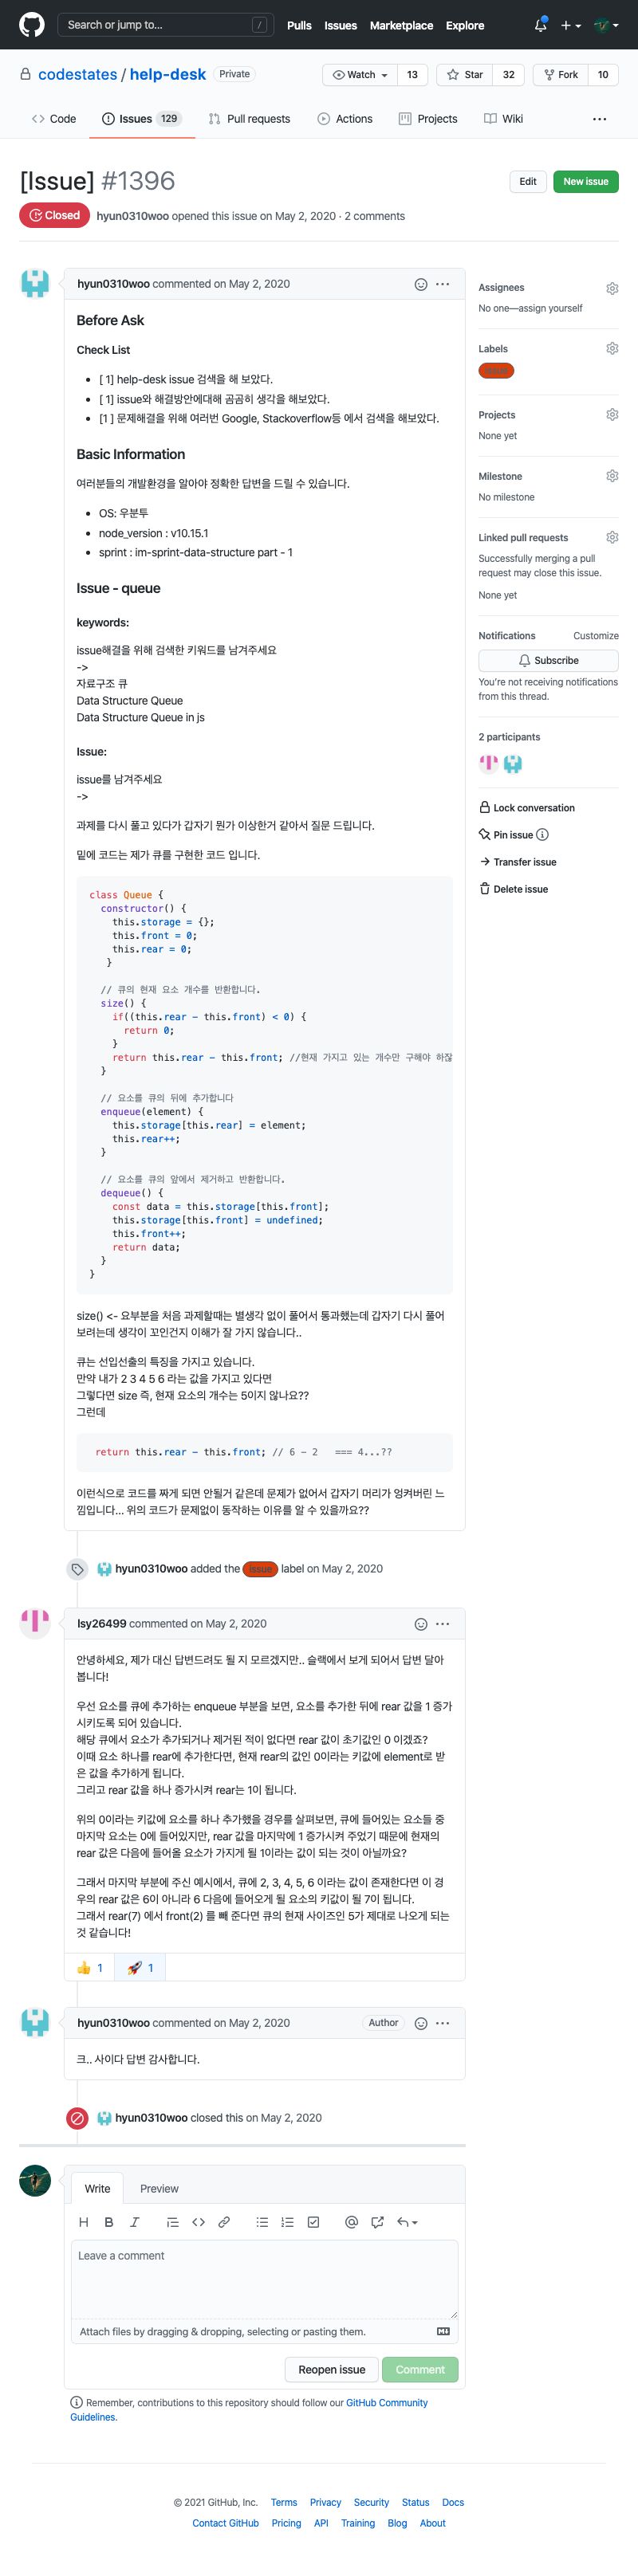 Search or jump to... /
Pulls Issues Marketplace Explore
codestates / help-desk Private
Watch 13 Star 32 Fork 10
Code Issues 129 Pull requests Actions Projects Wiki ...
[Issue] #1396
Edit New issue
Closed hyun0310woo opened this issue on May 2, 2020 · 2 comments
hyun0310woo commented on May 2, 2020
Before Ask
Check List
• [ 1] help-desk issue 검색을 해 보았다.
• [ 1] issue와 해결방안에대해 곰곰히 생각을 해보았다.
• [1 ] 문제해결을 위해 여러번 Google, Stackoverflow등 에서 검색을 해보았다.
Basic Information
여러분들의 개발환경을 알아야 정확한 답변을 드릴 수 있습니다.
• OS: 우분투
• node_version : v10.15.1
• sprint : im-sprint-data-structure part - 1
Issue - queue
keywords:
issue해결을 위해 검색한 키워드를 남겨주세요
->
자료구조 큐
Data Structure Queue
Data Structure Queue in js
Issue:
issue를 남겨주세요
->
과제를 다시 풀고 있다가 갑자기 뭔가 이상한거 같아서 질문 드립니다.
밑에 코드는 제가 큐를 구현한 코드 입니다.
class Queue {
constructor() {
this.storage = {};
this.front = 0;
this.rear = 0;
}
// 큐의 현재 요소 개수를 반환합니다.
size() {
if((this.rear - this.front) < 0) {
return 0;
}
return this.rear - this.front; //현재 가지고 있는 개수만 구해야 하잖
}
// 요소를 큐의 뒤에 추가합니다
enqueue(element) {
this.storage[this.rear] = element;
this.rear++;
}
// 요소를 큐의 앞에서 제거하고 반환합니다.
dequeue() {
const data = this.storage[this.front];
this.storage[this.front] = undefined;
this.front++;
return data;
}
}
size() <- 요부분을 처음 과제할때는 별생각 없이 풀어서 통과했는데 갑자기 다시 풀어
보려는데 생각이 꼬인건지 이해가 잘 가지 않습니다..
큐는 선입선출의 특징을 가지고 있습니다.
만약 내가 2 3 4 5 6 라는 값을 가지고 있다면
그렇다면 size 즉, 현재 요소의 개수는 5이지 않나요??
그런데
return this.rear - this.front; // 6 - 2 === 4...??
이런식으로 코드를 짜게 되면 안될거 같은데 문제가 없어서 갑자기 머리가 엉켜버린 느
낌입니다... 위의 코드가 문제없이 동작하는 이유를 알 수 있을까요??
hyun0310woo added the issue label on May 2, 2020
lsy26499 commented on May 2, 2020
안녕하세요, 제가 대신 답변드려도 될 지 모르겠지만.. 슬랙에서 보게 되어서 답변 달아
봅니다!
우선 요소를 큐에 추가하는 enqueue 부분을 보면, 요소를 추가한 뒤에 rear 값을 1 증가
시키도록 되어 있습니다.
해당 큐에서 요소가 추가되거나 제거된 적이 없다면 rear 값이 초기값인 0 이겠죠?
이때 요소 하나를 rear에 추가한다면, 현재 rear의 값인 0이라는 키값에 element로 받
은 값을 추가하게 됩니다.
그리고 rear 값을 하나 증가시켜 rear는 1이 됩니다.
위의 0이라는 키값에 요소를 하나 추가했을 경우를 살펴보면, 큐에 들어있는 요소들 중
마지막 요소는 0에 들어있지만, rear 값을 마지막에 1 증가시켜 주었기 때문에 현재의
rear 값은 다음에 들어올 요소가 가지게 될 1이라는 값이 되는 것이 아닐까요?
그래서 마지막 부분에 주신 예시에서, 큐에 2, 3, 4, 5, 6 이라는 값이 존재한다면 이 경
우의 rear 값은 6이 아니라 6 다음에 들어오게 될 요소의 키값이 될 7이 됩니다.
그래서 rear(7) 에서 front(2) 를 빼 준다면 큐의 현재 사이즈인 5가 제대로 나오게 되는
것 같습니다!
👍 1 🚀 1
hyun0310woo commented on May 2, 2020 Author
크.. 사이다 답변 감사합니다.
hyun0310woo closed this on May 2, 2020
Write Preview
Leave a comment
Attach files by dragging & dropping, selecting or pasting them.
Reopen issue Comment
Remember, contributions to this repository should follow our GitHub Community
Guidelines.
Assignees
No one—assign yourself
Labels
issue
Projects
None yet
Milestone
No milestone
Linked pull requests
Successfully merging a pull
request may close this issue.
None yet
Notifications Customize
Subscribe
You're not receiving notifications
from this thread.
2 participants
Lock conversation
Pin issue
Transfer issue
Delete issue
© 2021 GitHub, Inc. Terms Privacy Security Status Docs
Contact GitHub Pricing API Training Blog About